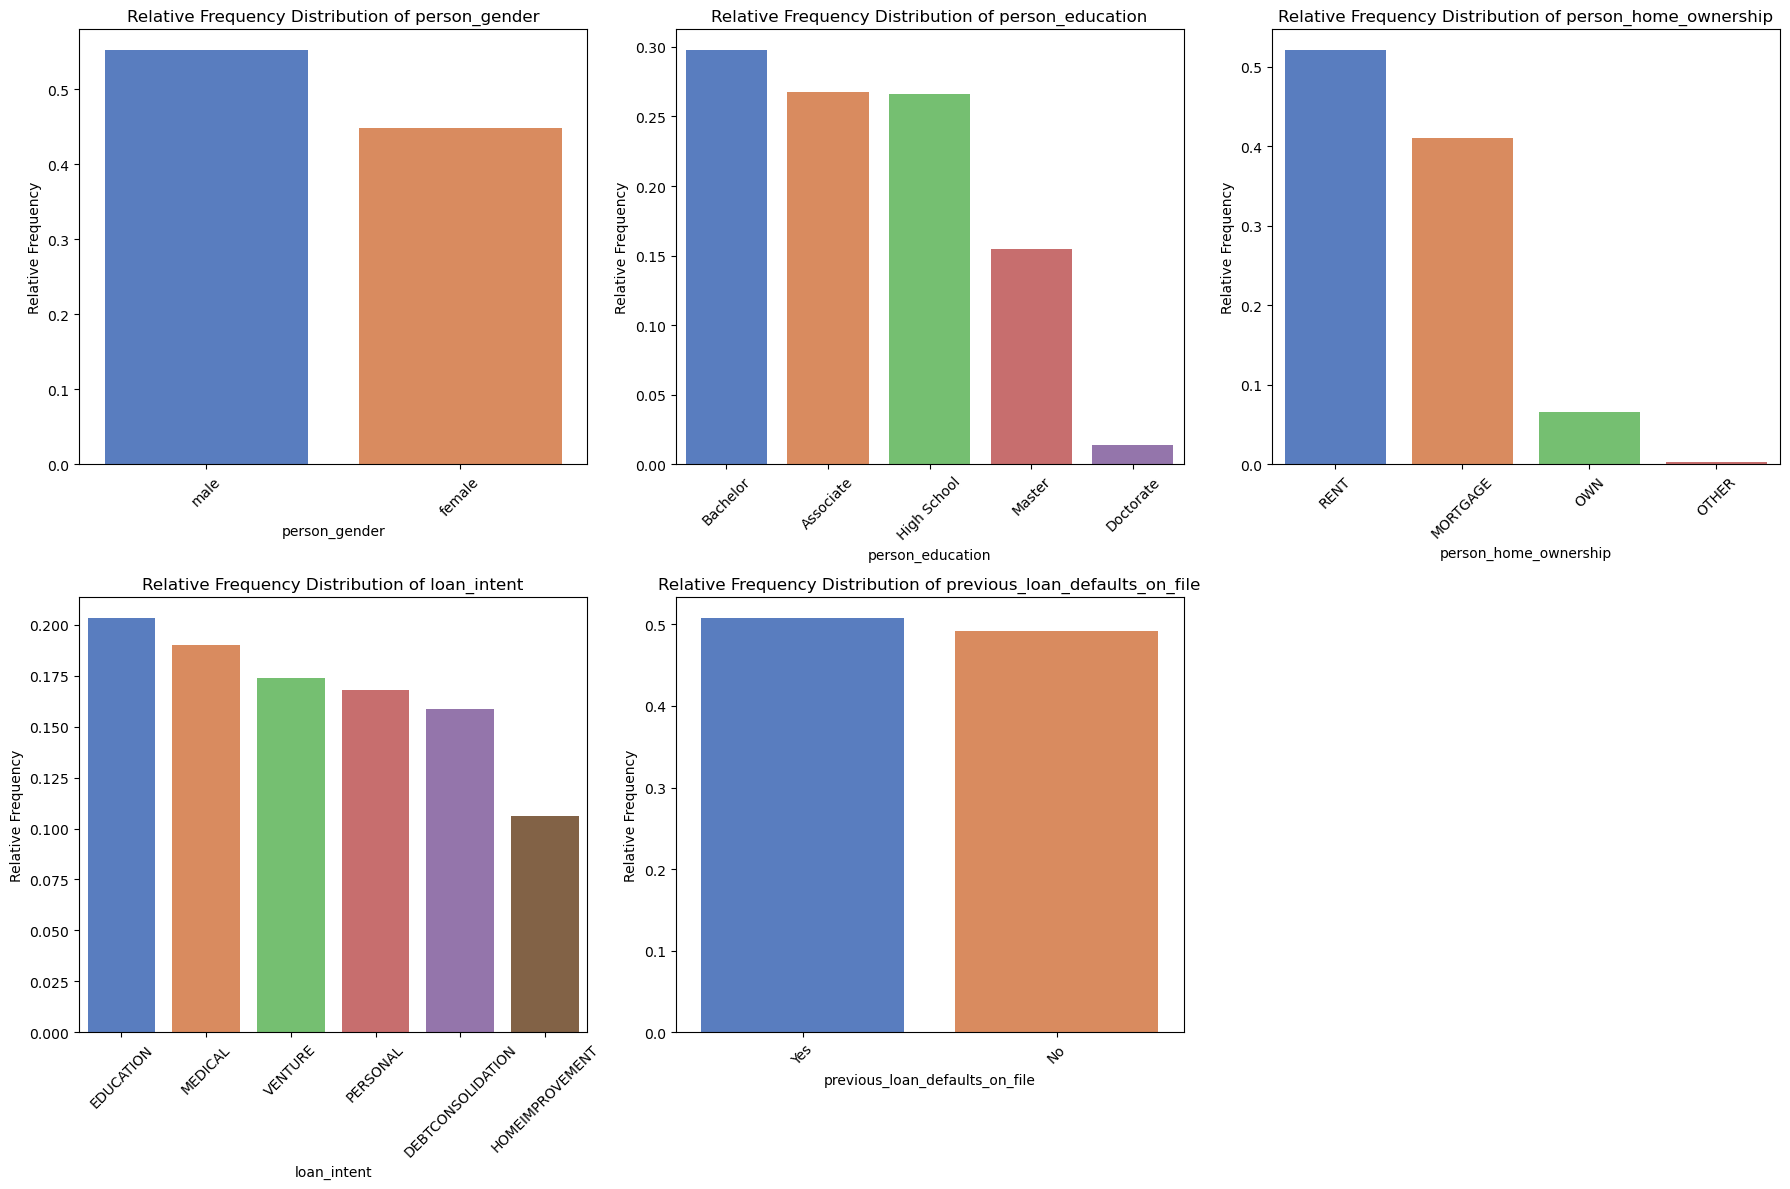 Relative Frequency Distribution of person_gender
Relative Frequency
0.5
0.4
0.3
0.2
0.1
0.0
male
female
person_gender
Relative Frequency Distribution of person_education
Relative Frequency
0.30
0.25
0.20
0.15
0.10
0.05
0.00
Bachelor
Associate
High School
Master
Doctorate
person_education
Relative Frequency Distribution of person_home_ownership
Relative Frequency
0.5
0.4
0.3
0.2
0.1
0.0
RENT
MORTGAGE
OWN
OTHER
person_home_ownership
Relative Frequency Distribution of loan_intent
Relative Frequency
0.200
0.175
0.150
0.125
0.100
0.075
0.050
0.025
0.000
EDUCATION
MEDICAL
VENTURE
PERSONAL
DEBTCONSOLIDATION
HOMEIMPROVEMENT
loan_intent
Relative Frequency Distribution of previous_loan_defaults_on_file
Relative Frequency
0.5
0.4
0.3
0.2
0.1
0.0
Yes
No
previous_loan_defaults_on_file